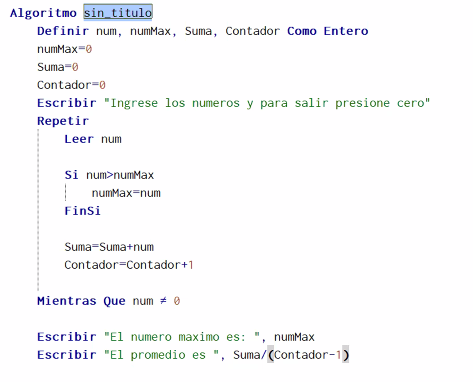 Algoritmo sin_titulo
Definir num, numMax, Suma, Contador Como Entero
numMax=0
Suma=0
Contador=0
Escribir "Ingrese los numeros y para salir presione cero"
Repetir
Leer num
Si num>numMax
numMax=num
FinSi
Suma=Suma+num
Contador=Contador+1
Mientras Que num ≠ 0
Escribir "El numero maximo es: ", numMax
Escribir "El promedio es ", Suma/(Contador-1)